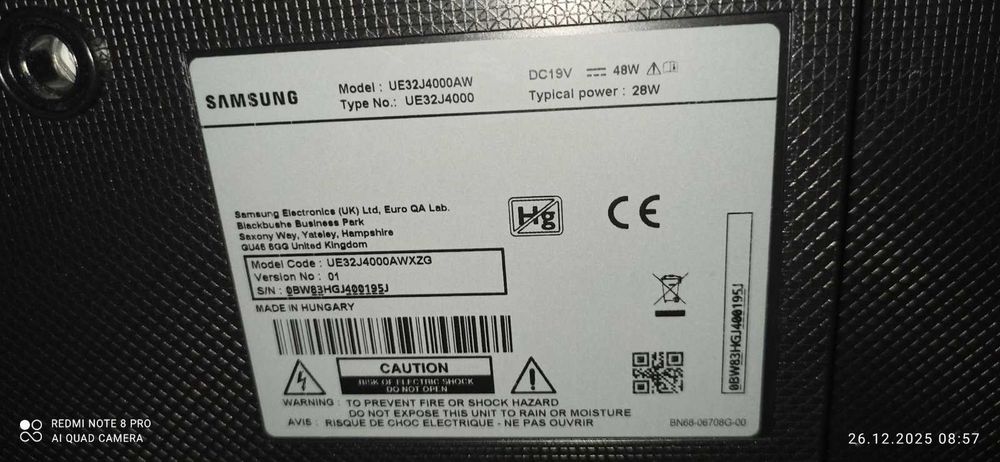 SAMSUNG
Model : UE32J4000AW
Type No.: UE32J4000
DC19V 48W
Typical power : 28W
Samsung Electronics (UK) Ltd, Euro QA Lab.
Blackbushe Business Park
Saxony Way, Yateley, Hampshire
GU46 6GG United Kingdom
Hg
CE
Model Code : UE32J4000AWXZG
Version No : 01
S/N : 0BW83HGJ400195J
MADE IN HUNGARY
0BW83HGJ400195J
CAUTION
RISK OF ELECTRIC SHOCK
DO NOT OPEN
WARNING : TO PREVENT FIRE OR SHOCK HAZARD
DO NOT EXPOSE THIS UNIT TO RAIN OR MOISTURE
AVIS : RISQUE DE CHOC ELECTRIQUE - NE PAS OUVRIR
BN68-06708G-00
REDMI NOTE 8 PRO
AI QUAD CAMERA
26.12.2025 08:57